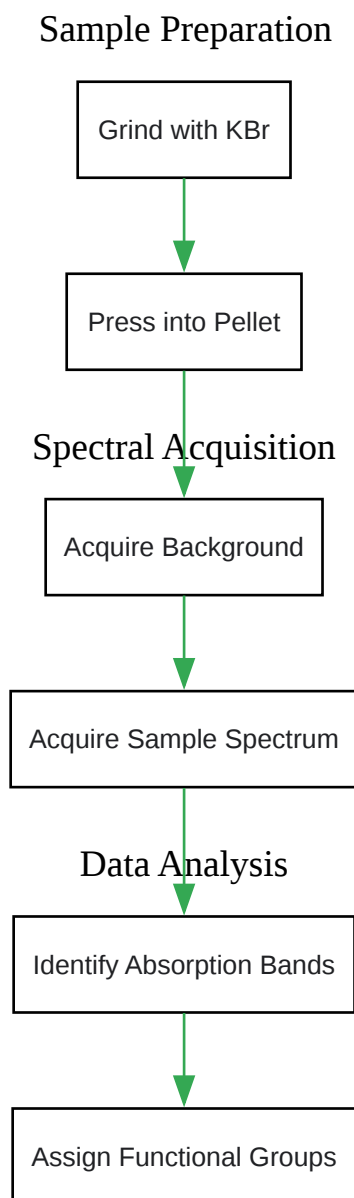 Sample Preparation
Grind with KBr
Press into Pellet
Spectral Acquisition
Acquire Background
Acquire Sample Spectrum
Data Analysis
Identify Absorption Bands
Assign Functional Groups